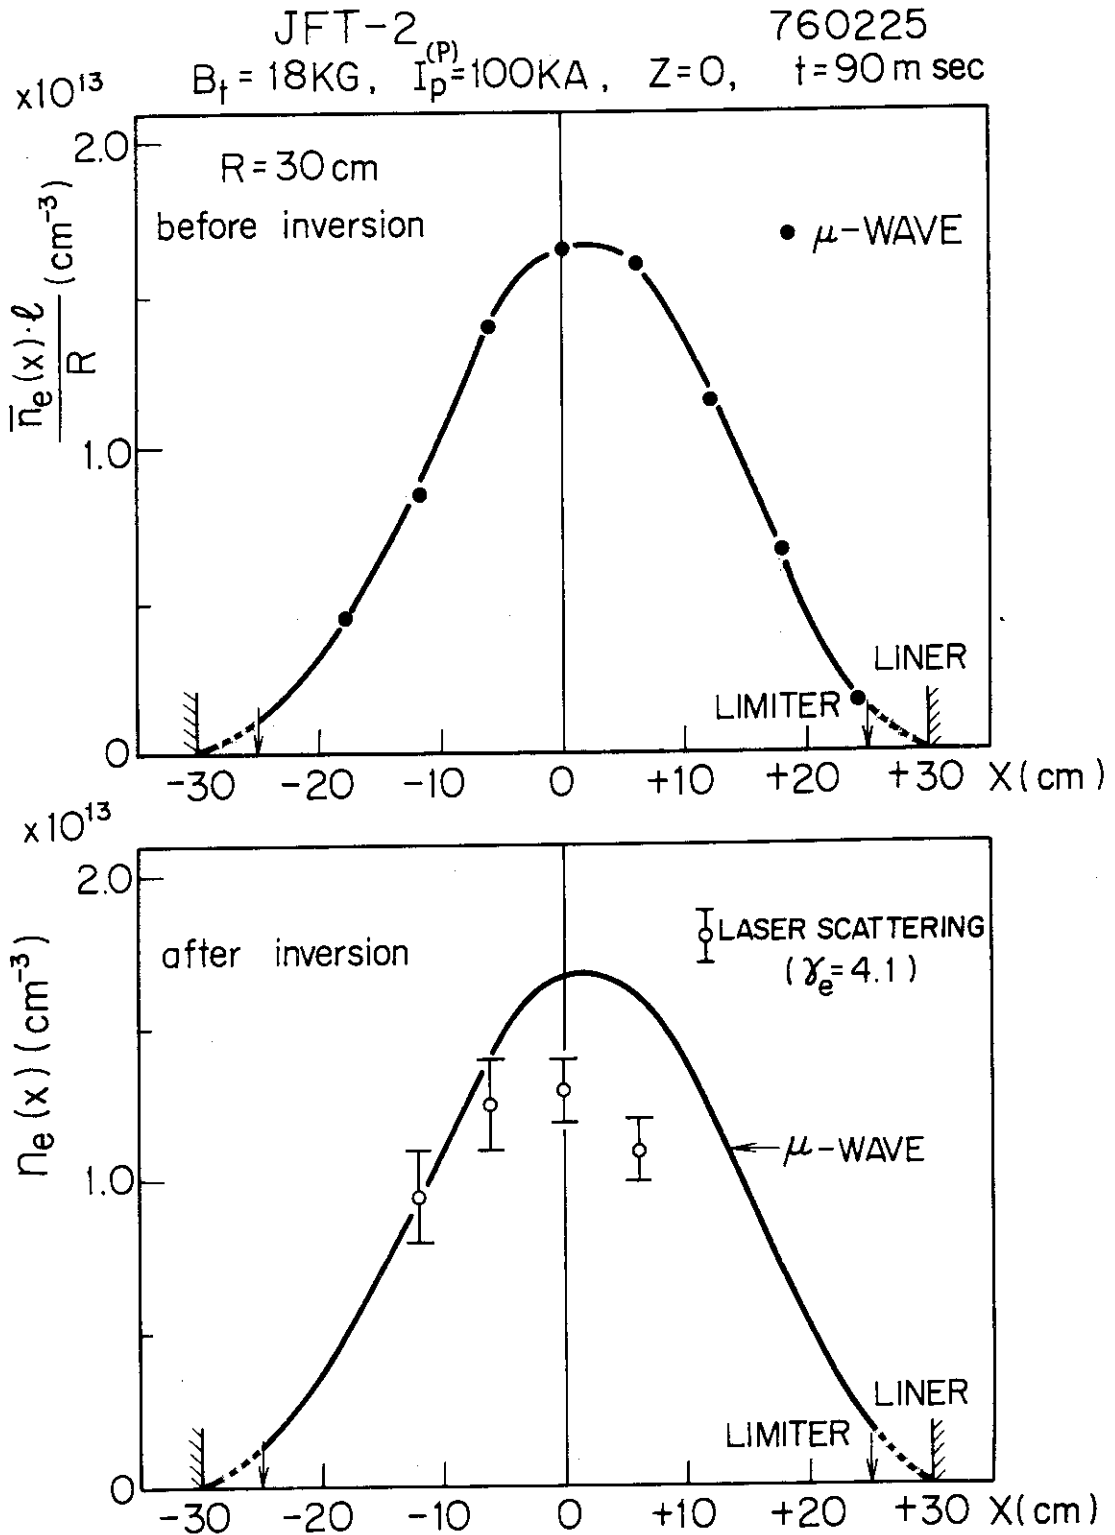 JFT-2 760225
Bt = 18KG, Ip(P)=100KA, Z=0, t=90 m sec
x10^13
2.0
R=30 cm
before inversion
● μ-WAVE
n̅e(x)·ℓ/R (cm^-3)
1.0
LINER
LIMITER
0
-30 -20 -10 0 +10 +20 +30 X(cm)
x10^13
2.0
LASER SCATTERING
(γe=4.1)
after inversion
ne(x)(cm^-3)
μ-WAVE
1.0
LINER
LIMITER
0
-30 -20 -10 0 +10 +20 +30 X(cm)